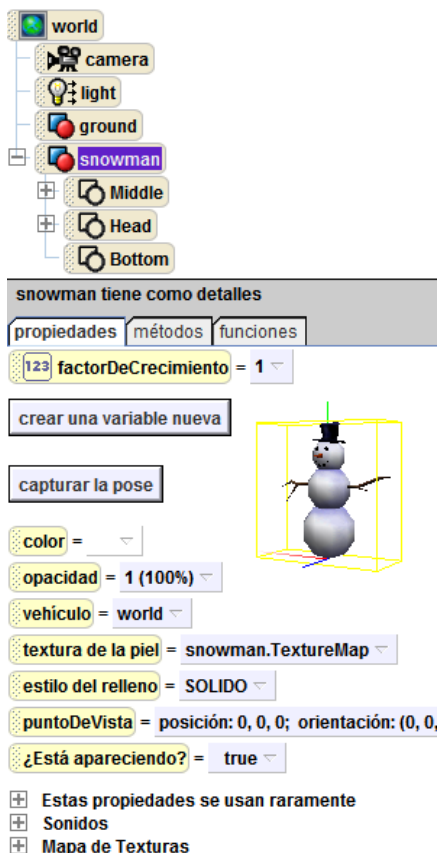 world
camera
light
ground
snowman
Middle
Head
Bottom
snowman tiene como detalles
propiedades métodos funciones
123 factorDeCrecimiento = 1
crear una variable nueva
capturar la pose
color =
opacidad = 1 (100%)
vehículo = world
textura de la piel = snowman.TextureMap
estilo del relleno = SOLIDO
puntoDeVista = posición: 0, 0, 0; orientación: (0, 0,
¿Está apareciendo? = true
Estas propiedades se usan raramente
Sonidos
Mapa de Texturas